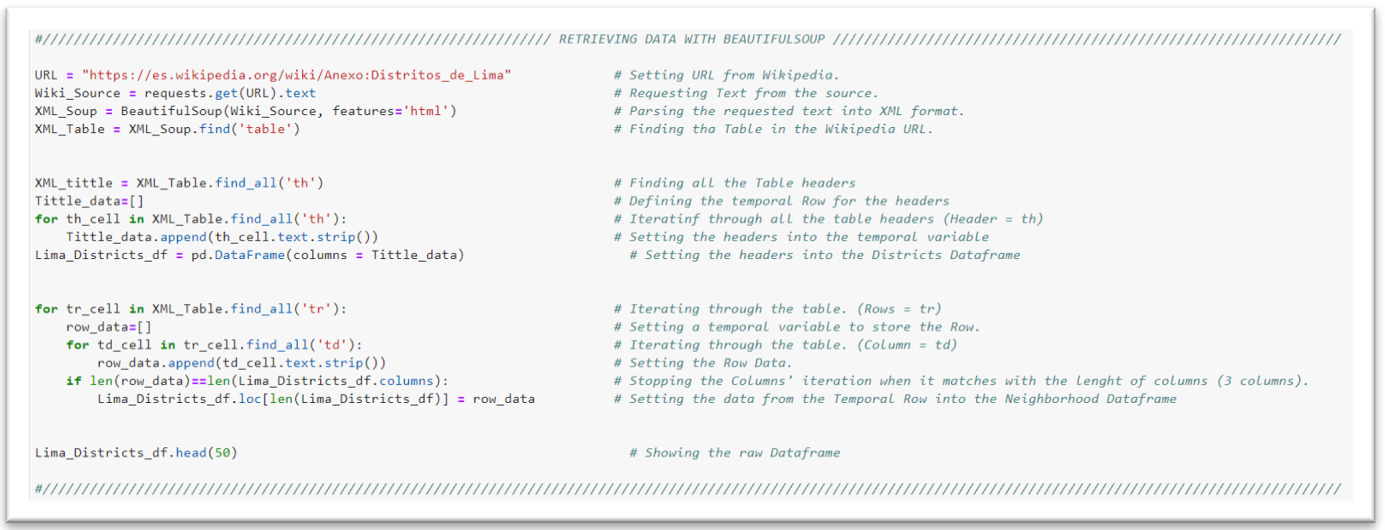 #///////////////////////////////////////////////////////////////// RETRIEVING DATA WITH BEAUTIFULSOUP /////////////////////////////////////////////////////////////////
URL = "https://es.wikipedia.org/wiki/Anexo:Distritos_de_Lima" # Setting URL from Wikipedia.
Wiki_Source = requests.get(URL).text # Requesting Text from the source.
XML_Soup = BeautifulSoup(Wiki_Source, features='html') # Parsing the requested text into XML format.
XML_Table = XML_Soup.find('table') # Finding tha Table in the Wikipedia URL.
XML_tittle = XML_Table.find_all('th') # Finding all the Table headers
Tittle_data=[] # Defining the temporal Row for the headers
for th_cell in XML_Table.find_all('th'): # Iteratinf through all the table headers (Header = th)
    Tittle_data.append(th_cell.text.strip()) # Setting the headers into the temporal variable
Lima_Districts_df = pd.DataFrame(columns = Tittle_data) # Setting the headers into the Districts Dataframe
for tr_cell in XML_Table.find_all('tr'): # Iterating through the table. (Rows = tr)
    row_data=[] # Setting a temporal variable to store the Row.
    for td_cell in tr_cell.find_all('td'): # Iterating through the table. (Column = td)
        row_data.append(td_cell.text.strip()) # Setting the Row Data.
    if len(row_data)==len(Lima_Districts_df.columns): # Stopping the Columns' iteration when it matches with the lenght of columns (3 columns).
        Lima_Districts_df.loc[len(Lima_Districts_df)] = row_data # Setting the data from the Temporal Row into the Neighborhood Dataframe
Lima_Districts_df.head(50) # Showing the raw Dataframe
#//////////////////////////////////////////////////////////////////////////////////////////////////////////////////////////////////////////////////////////////////////